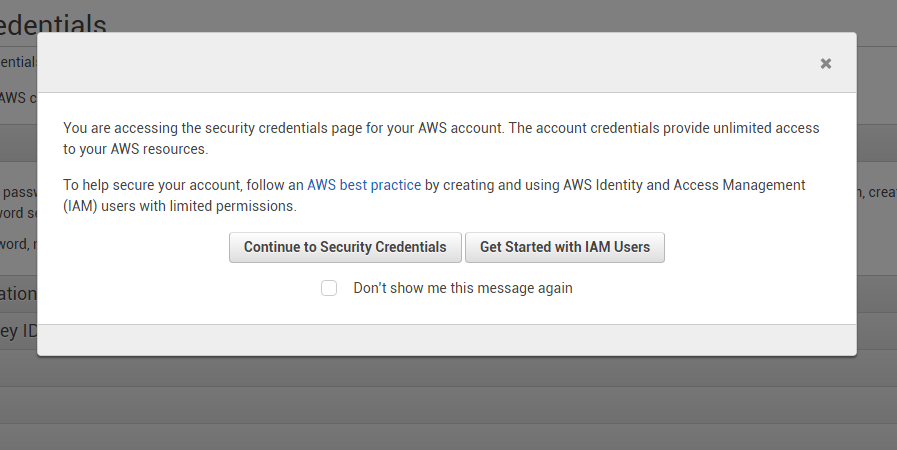 edentials
AWS c
You are accessing the security credentials page for your AWS account. The account credentials provide unlimited access
to your AWS resources.
To help secure your account, follow an AWS best practice by creating and using AWS Identity and Access Management
(IAM) users with limited permissions.
Continue to Security Credentials Get Started with IAM Users
Don't show me this message again
passw
n, crea
word se
word, r
ation
ey ID